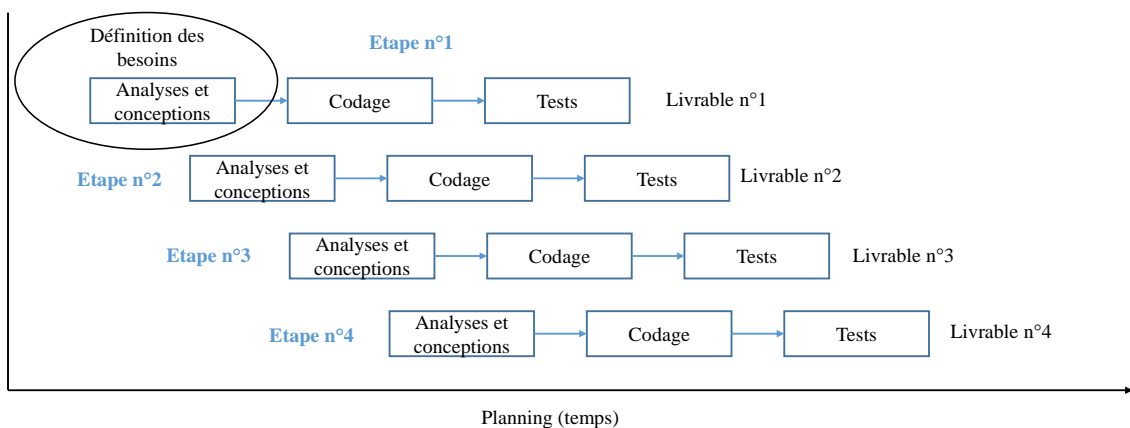 Définition des
besoins
Etape n°1
Analyses et
conceptions
Codage
Tests
Livrable n°1
Etape n°2
Analyses et
conceptions
Codage
Tests
Livrable n°2
Etape n°3
Analyses et
conceptions
Codage
Tests
Livrable n°3
Etape n°4
Analyses et
conceptions
Codage
Tests
Livrable n°4
Planning (temps)